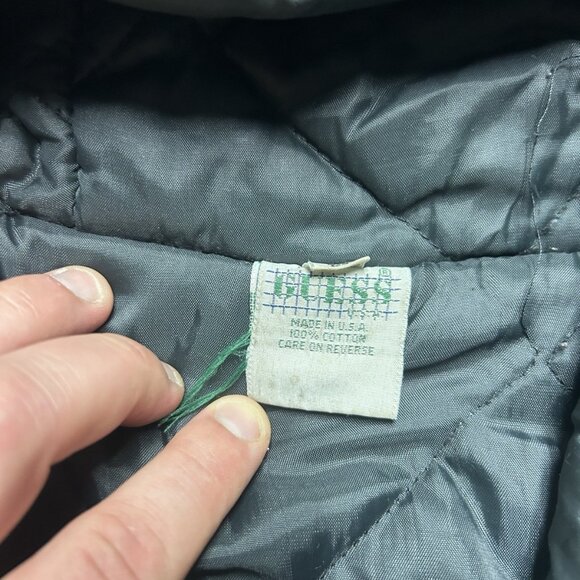 GUESS®
U.S.A.
MADE IN U.S.A.
100% COTTON
CARE ON REVERSE